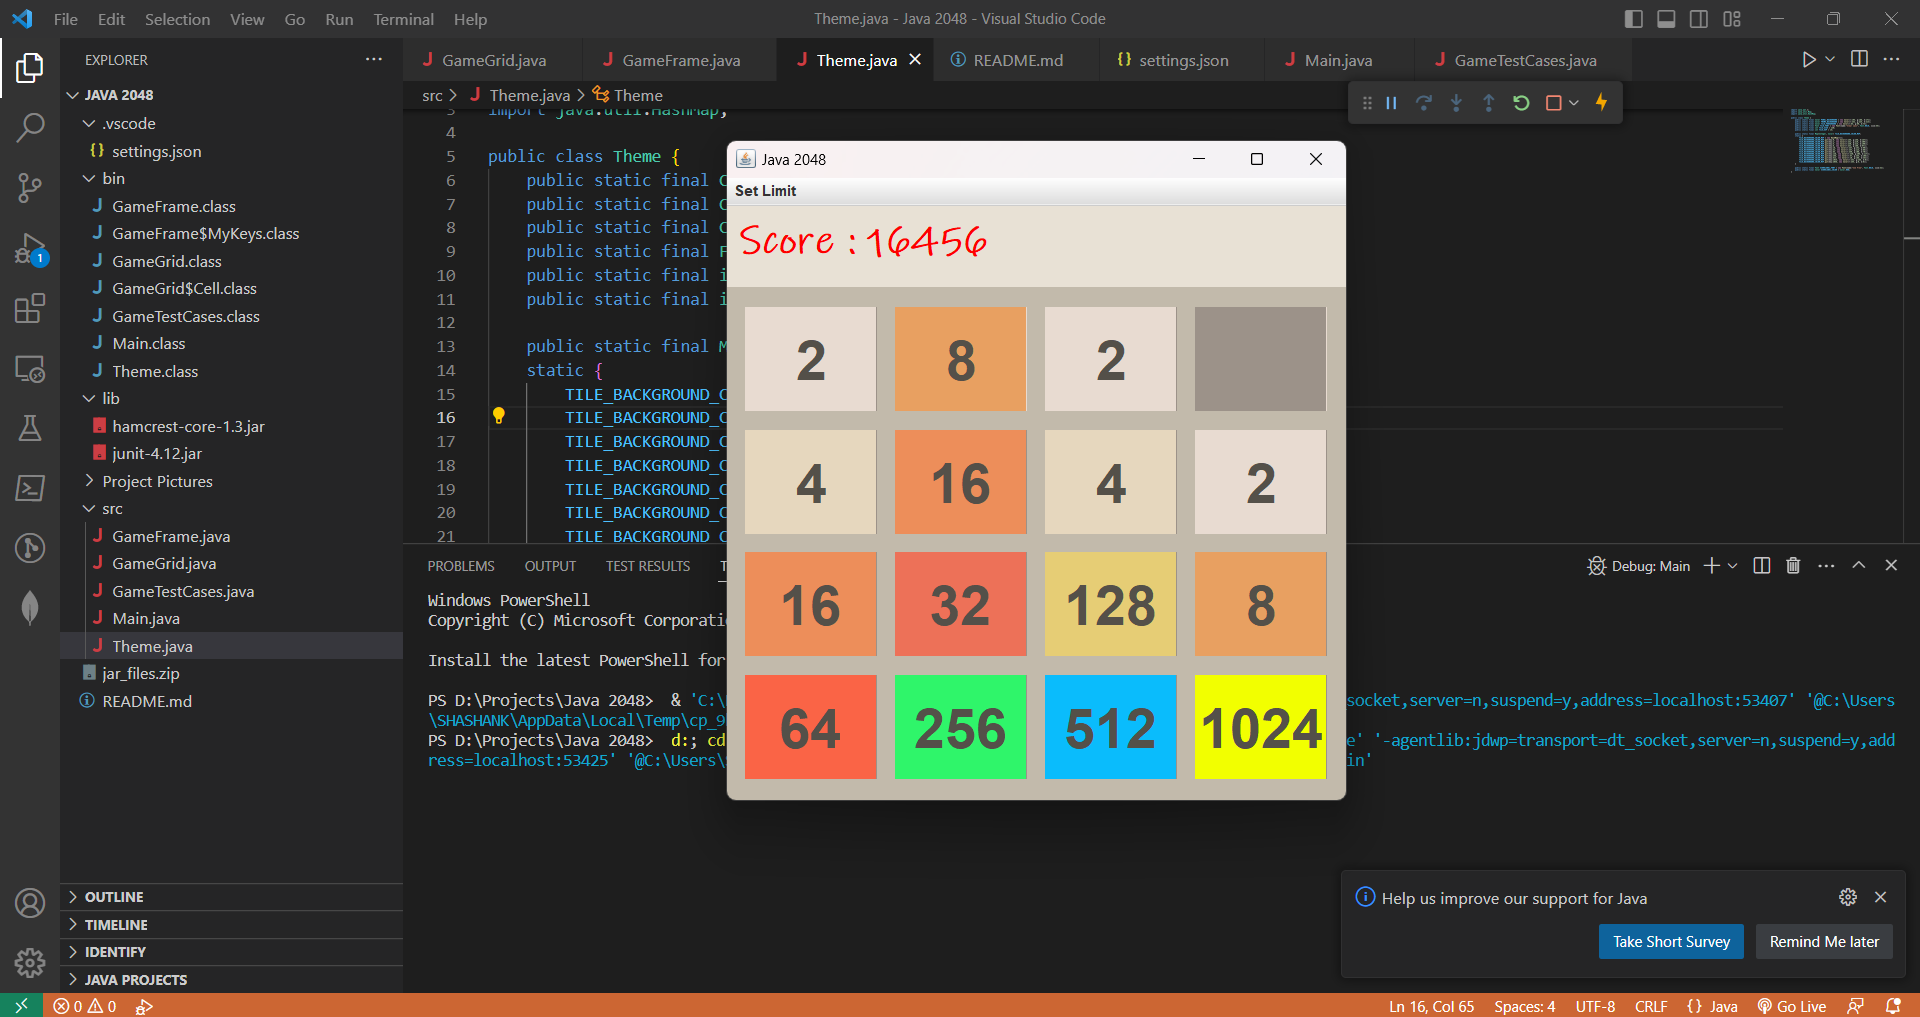 File Edit Selection View Go Run Terminal Help
Theme.java - Java 2048 - Visual Studio Code
EXPLORER
JAVA 2048
.vscode
settings.json
bin
GameFrame.class
GameFrame$MyKeys.class
GameGrid.class
GameGrid$Cell.class
GameTestCases.class
Main.class
Theme.class
lib
hamcrest-core-1.3.jar
junit-4.12.jar
Project Pictures
src
GameFrame.java
GameGrid.java
GameTestCases.java
Main.java
Theme.java
jar_files.zip
README.md
OUTLINE
TIMELINE
IDENTIFY
JAVA PROJECTS
1
GameGrid.java GameFrame.java Theme.java README.md settings.json Main.java GameTestCases.java
src Theme.java Theme
3 import java.util.HashMap;
4
5 public class Theme {
6 public static final C
7 public static final C
8 public static final C
9 public static final F
10 public static final i
11 public static final i
12
13 public static final M
14 static {
15 TILE_BACKGROUND_C
16 TILE_BACKGROUND_C
17 TILE_BACKGROUND_C
18 TILE_BACKGROUND_C
19 TILE_BACKGROUND_C
20 TILE_BACKGROUND_C
21 TILE_BACKGROUND_C
Java 2048
Set Limit
Score : 16456
2 8 2
4 16 4 2
16 32 128 8
64 256 512 1024
PROBLEMS OUTPUT TEST RESULTS
Debug: Main
Windows PowerShell
Copyright (C) Microsoft Corporati
Install the latest PowerShell for
PS D:\Projects\Java 2048> & 'C:\ socket,server=n,suspend=y,address=localhost:53407' '@C:\Users
\SHASHANK\AppData\Local\Temp\cp_9
PS D:\Projects\Java 2048> d:; cd e' '-agentlib:jdwp=transport=dt_socket,server=n,suspend=y,add
ress=localhost:53425' '@C:\Users\ in'
Help us improve our support for Java
Take Short Survey Remind Me later
0 0
Ln 16, Col 65 Spaces: 4 UTF-8 CRLF {} Java Go Live